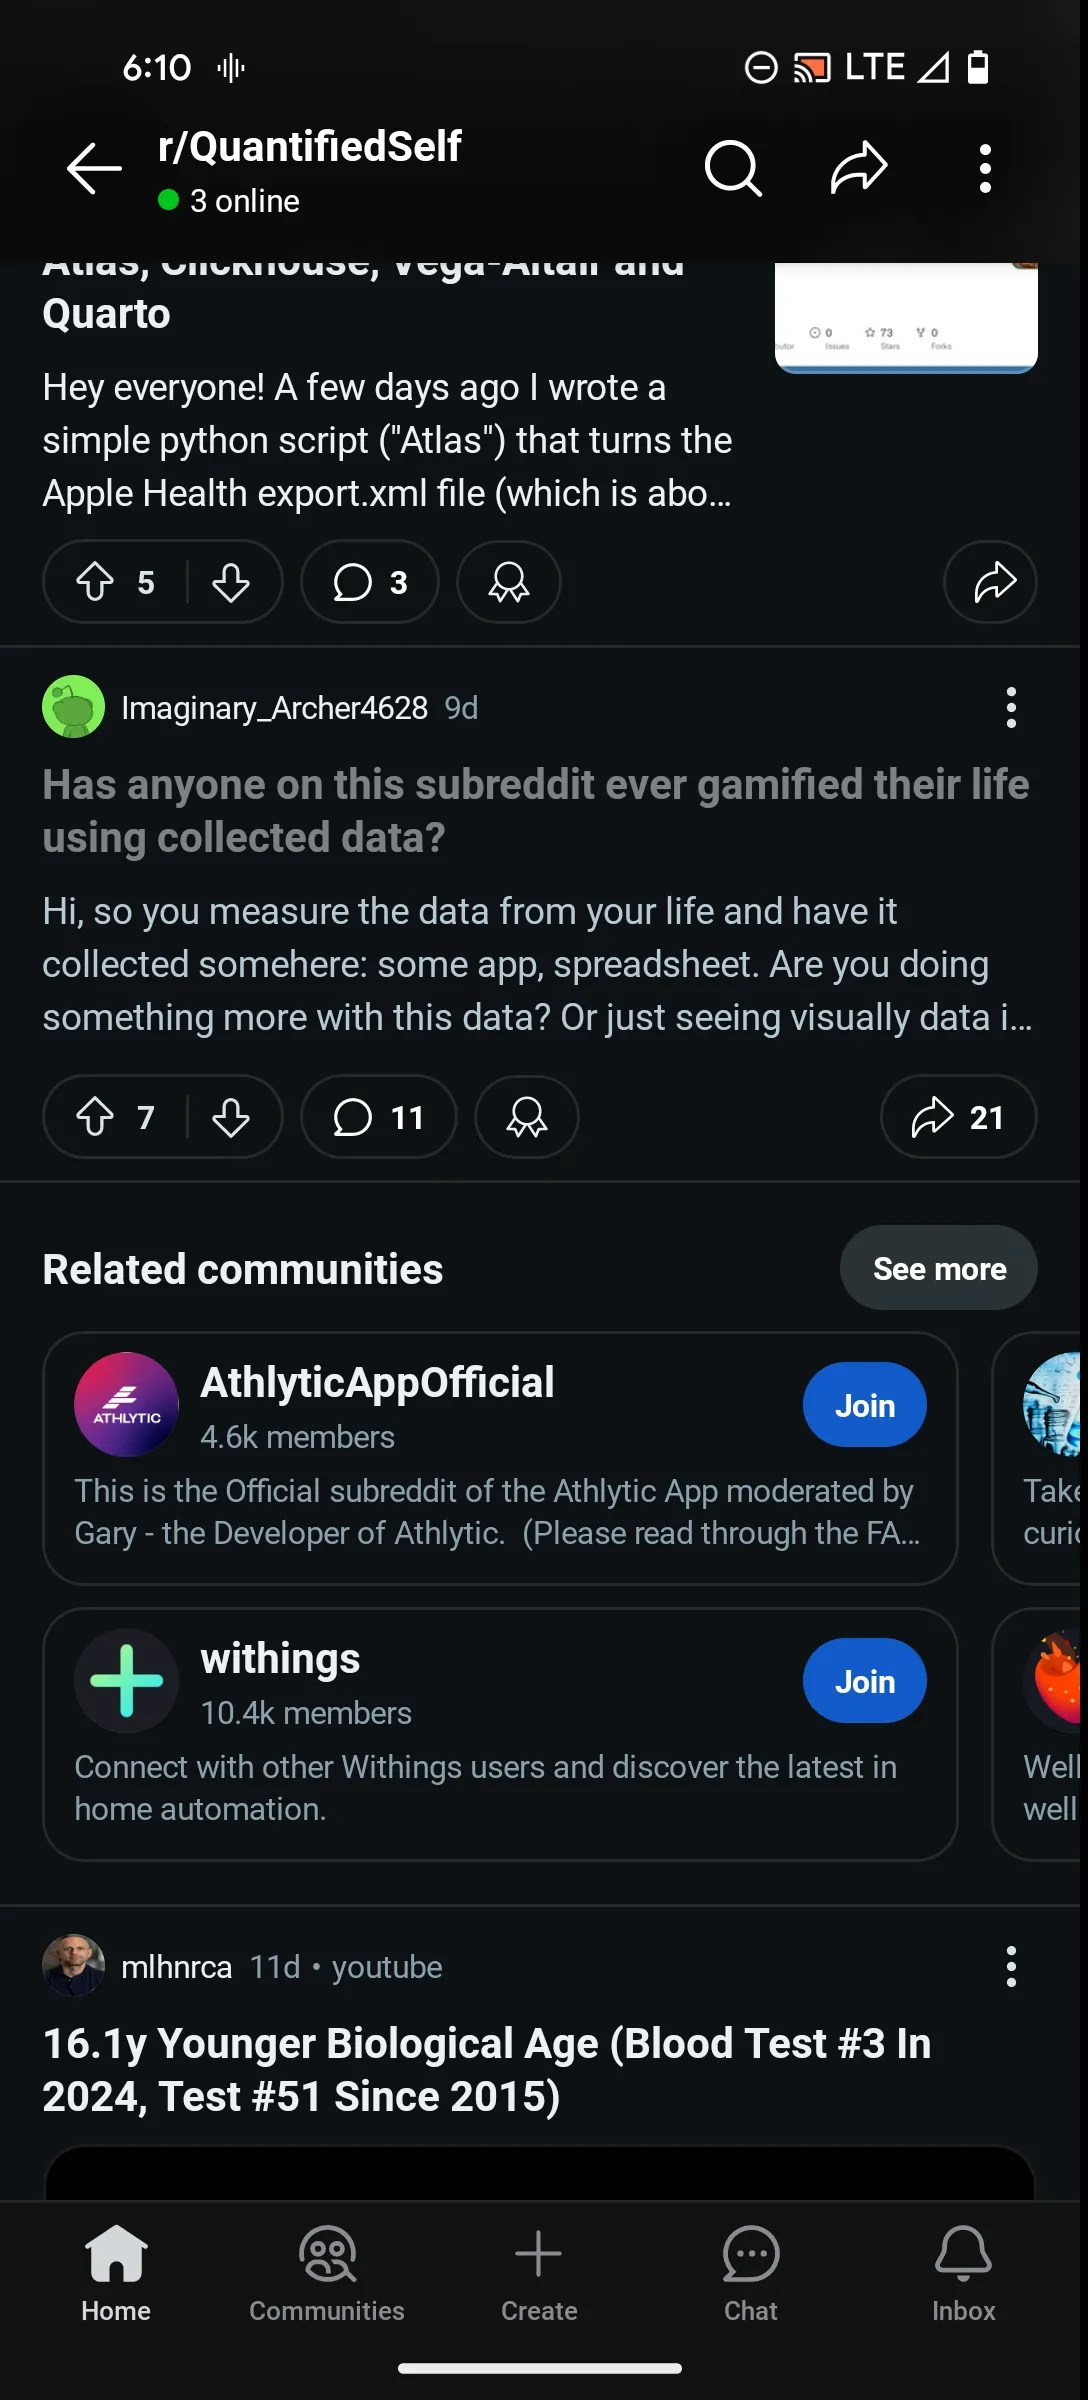 6:10
LTE
r/QuantifiedSelf
3 online
Atlas, Clickhouse, Vega-Altair and
Quarto
0 73 0
Issues Stars Forks
Hey everyone! A few days ago I wrote a
simple python script ("Atlas") that turns the
Apple Health export.xml file (which is abo…
5 3
Imaginary_Archer4628 9d
Has anyone on this subreddit ever gamified their life
using collected data?
Hi, so you measure the data from your life and have it
collected somehere: some app, spreadsheet. Are you doing
something more with this data? Or just seeing visually data i…
7 11 21
Related communities
See more
AthlyticAppOfficial
ATHLYTIC
4.6k members
Join
This is the Official subreddit of the Athlytic App moderated by
Gary - the Developer of Athlytic. (Please read through the FA…
Take
curio
withings
10.4k members
Join
Connect with other Withings users and discover the latest in
home automation.
Well
well
mlhnrca 11d • youtube
16.1y Younger Biological Age (Blood Test #3 In
2024, Test #51 Since 2015)
Home Communities Create Chat Inbox